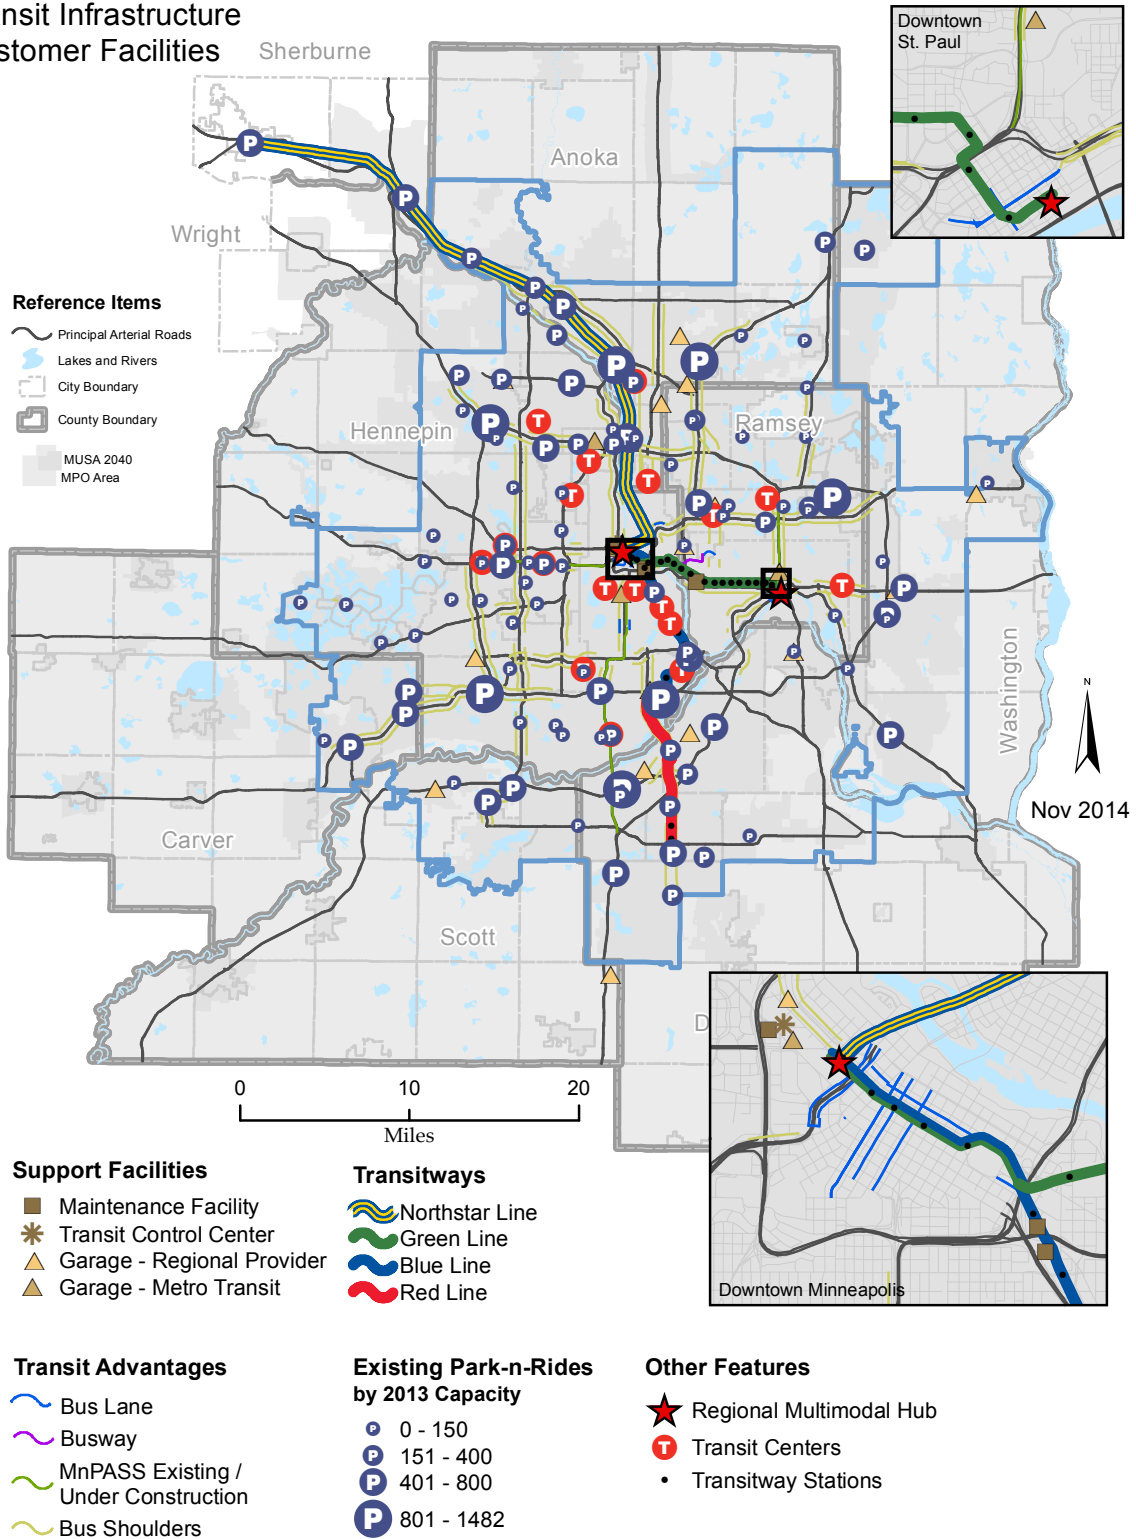 nsit Infrastructure
stomer Facilities
Sherburne
Downtown
St. Paul
Anoka
Wright
Reference Items
Principal Arterial Roads
Lakes and Rivers
City Boundary
County Boundary
MUSA 2040
MPO Area
Hennepin
Ramsey
Washington
N
Nov 2014
Carver
Scott
D
0 10 20
Miles
Downtown Minneapolis
Support Facilities
Maintenance Facility
Transit Control Center
Garage - Regional Provider
Garage - Metro Transit
Transitways
Northstar Line
Green Line
Blue Line
Red Line
Transit Advantages
Bus Lane
Busway
MnPASS Existing /
Under Construction
Bus Shoulders
Existing Park-n-Rides
by 2013 Capacity
P 0 - 150
P 151 - 400
P 401 - 800
P 801 - 1482
Other Features
Regional Multimodal Hub
T Transit Centers
Transitway Stations